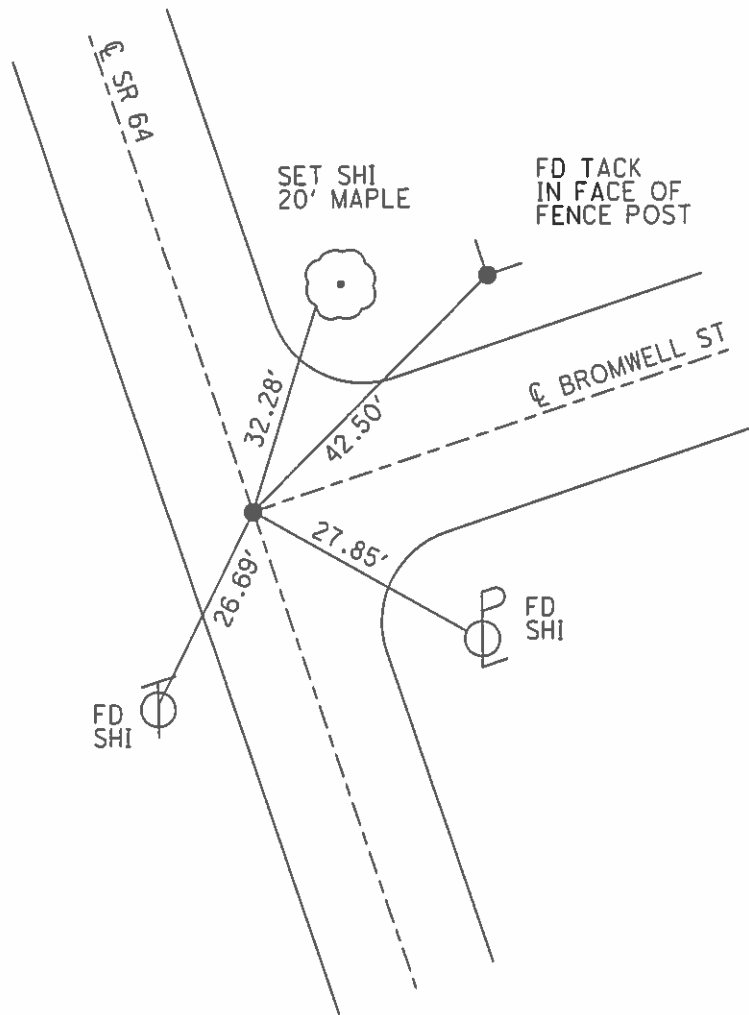 ℄ SR 64
SET SHI
20' MAPLE
FD TACK
IN FACE OF
FENCE POST
℄ BROMWELL ST
32.28'
42.50'
27.85'
26.69'
PL
FD
SHI
T
FD
SHI